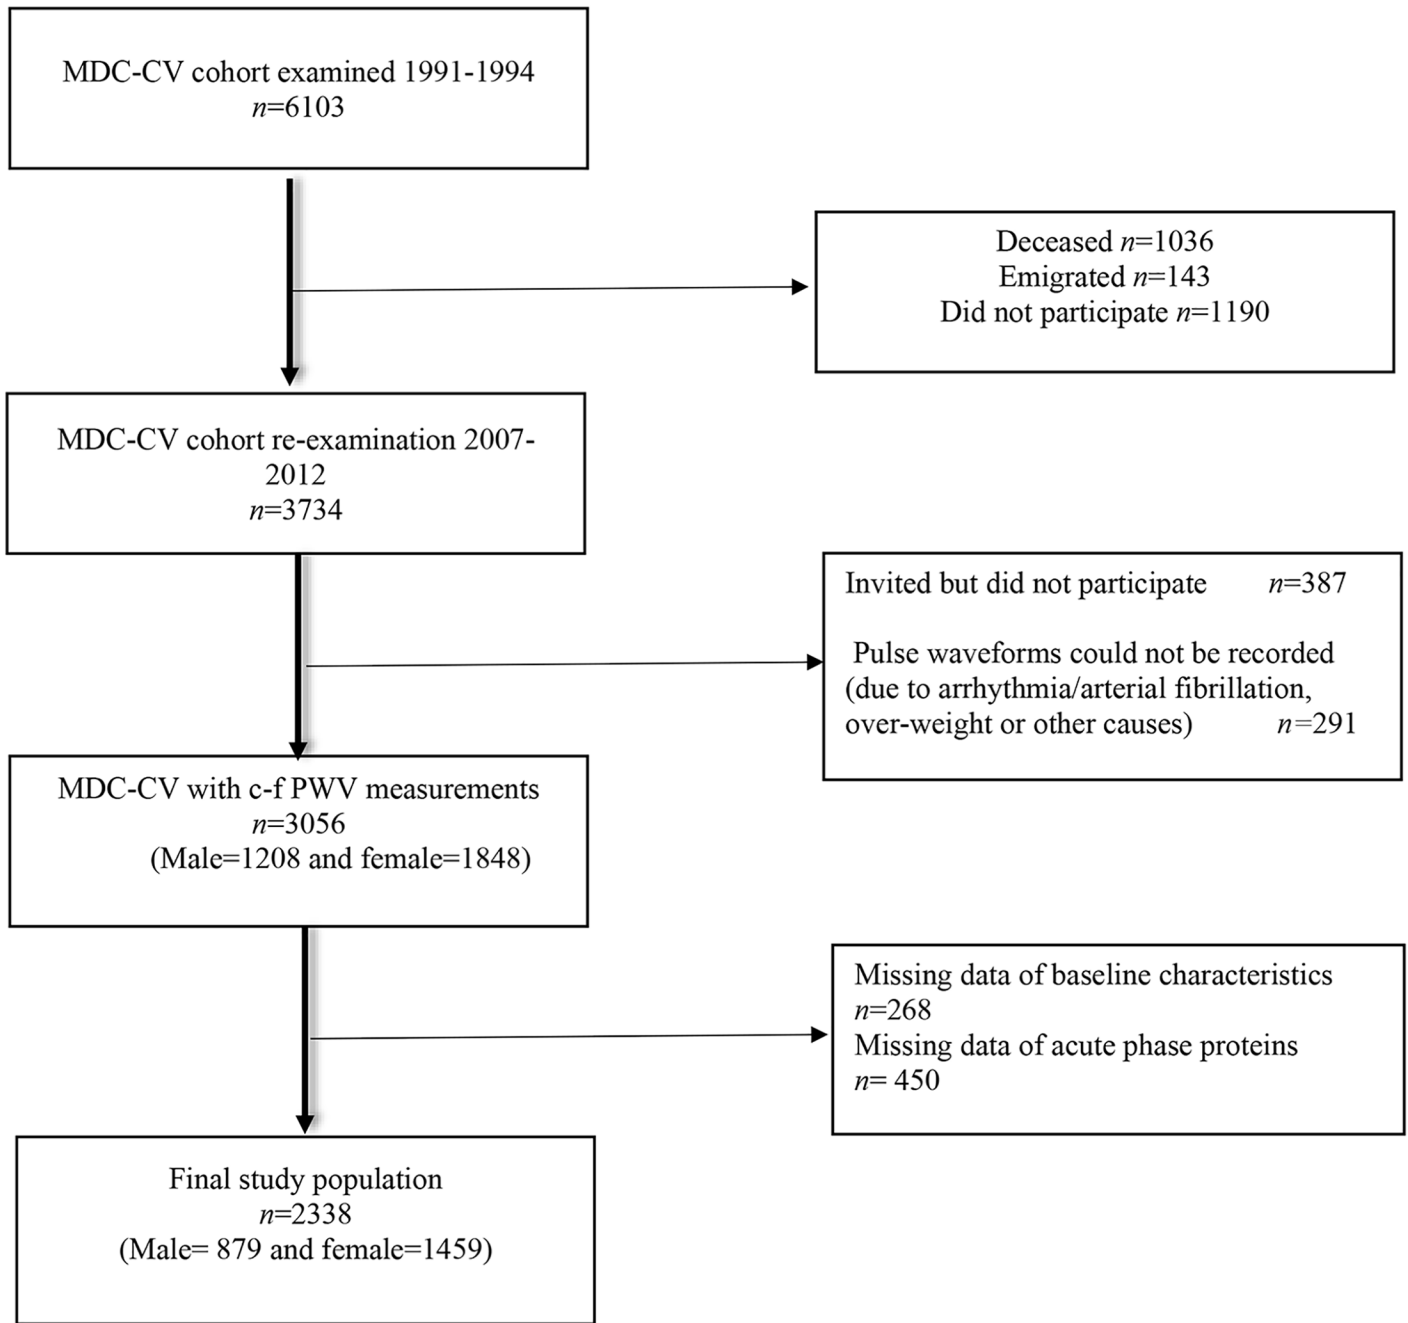 MDC-CV cohort examined 1991-1994
n=6103
Deceased n=1036
Emigrated n=143
Did not participate n=1190
MDC-CV cohort re-examination 2007-
2012
n=3734
Invited but did not participate n=387
Pulse waveforms could not be recorded
(due to arrhythmia/arterial fibrillation,
over-weight or other causes) n=291
MDC-CV with c-f PWV measurements
n=3056
(Male=1208 and female=1848)
Missing data of baseline characteristics
n=268
Missing data of acute phase proteins
n= 450
Final study population
n=2338
(Male= 879 and female=1459)